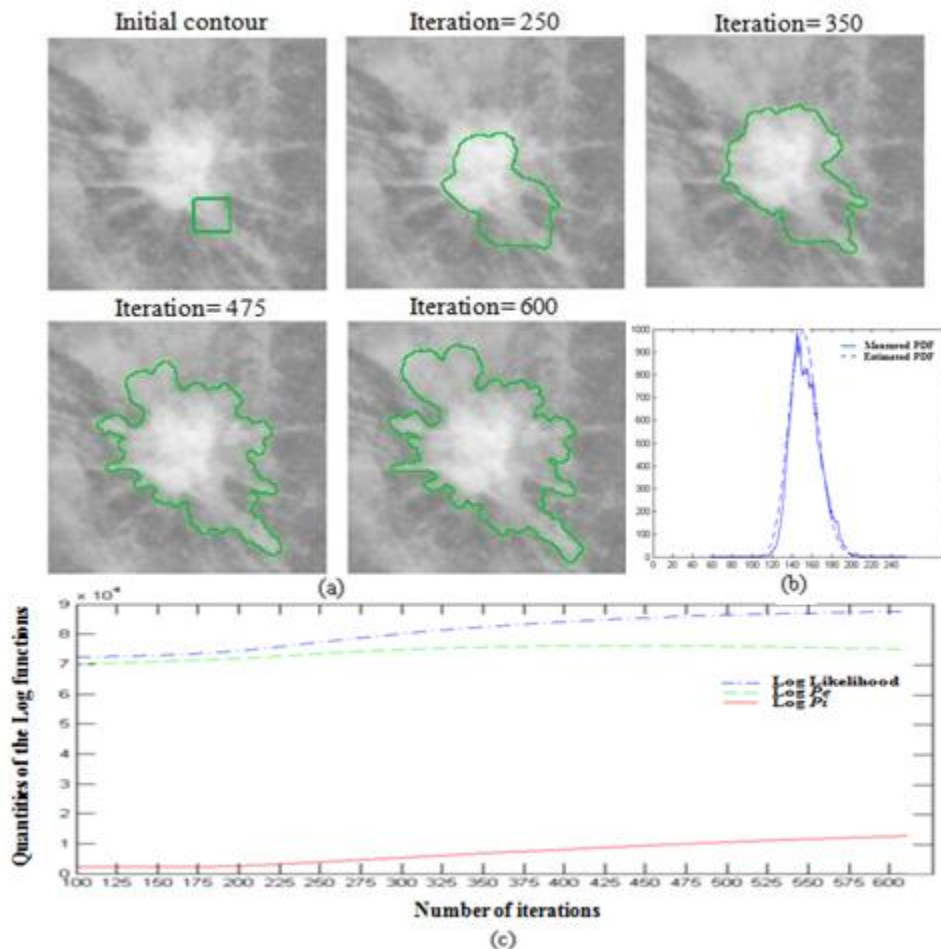 Initial contour
Iteration= 250
Iteration= 350
Iteration= 475
Iteration= 600
(a)
1000
900
800
700
600
500
400
300
200
100
0
0 20 40 60 80 100 120 140 160 180 200 220 240
Measured PDF
Estimated PDF
(b)
Quantities of the Log functions
× 10⁴
9
8
7
6
5
4
3
2
1
0
100 125 150 175 200 225 250 275 300 325 350 375 400 425 450 475 500 525 550 575 600
Log Likelihood
Log Pe
Log Pi
Number of iterations
(c)